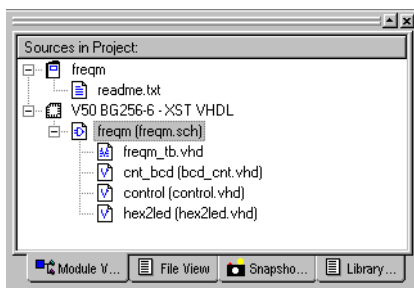 Sources in Project:
freqm
readme.txt
V50 BG256-6 - XST VHDL
freqm (freqm.sch)
freqm_tb.vhd
cnt_bcd (bcd_cnt.vhd)
control (control.vhd)
hex2led (hex2led.vhd)
Module V... File View Snapsho... Library...